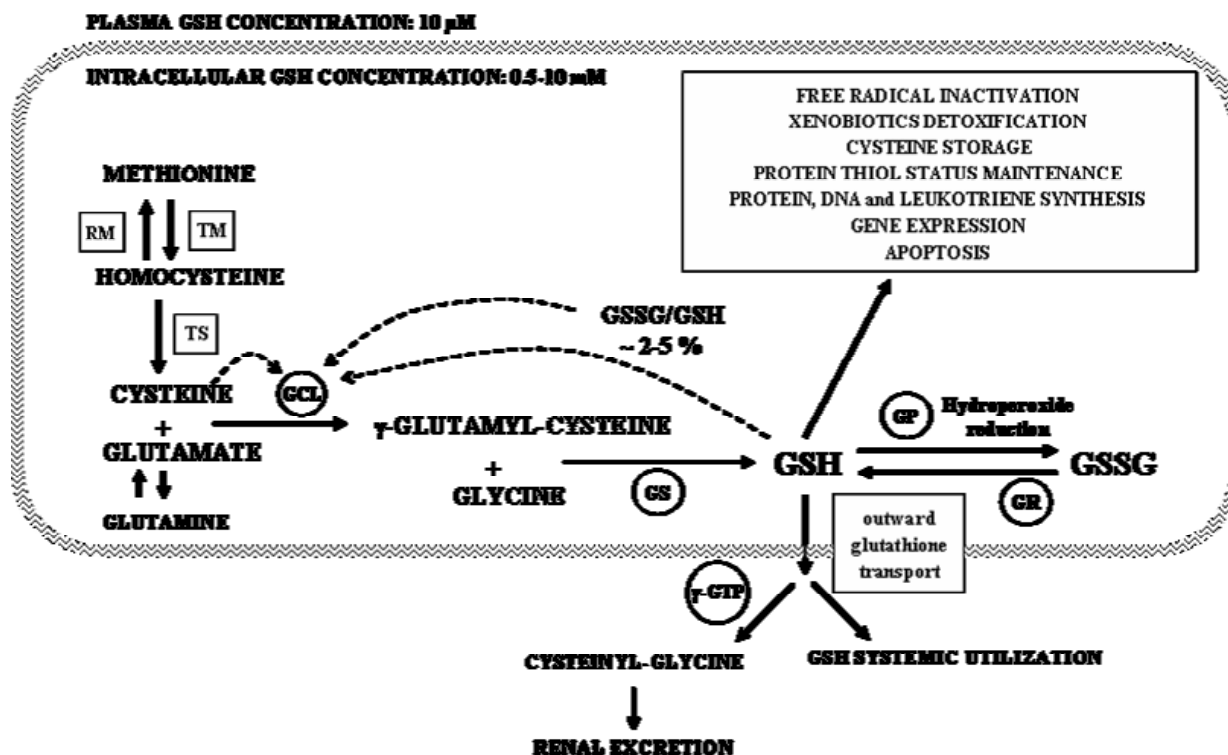 PLASMA GSH CONCENTRATION: 10 µM
INTRACELLULAR GSH CONCENTRATION: 0.5-10 mM
FREE RADICAL INACTIVATION
XENOBIOTICS DETOXIFICATION
CYSTEINE STORAGE
PROTEIN THIOL STATUS MAINTENANCE
PROTEIN, DNA and LEUKOTRIENE SYNTHESIS
GENE EXPRESSION
APOPTOSIS
METHIONINE
RM
TM
HOMOCYSTEINE
TS
GSSG/GSH
~ 2-5 %
CYSTEINE
GCL
+
GLUTAMATE
γ-GLUTAMYL-CYSTEINE
+
GLYCINE
GS
GLUTAMINE
GSH
GP
Hydroperoxide
reduction
GSSG
GR
outward
glutathione
transport
γ-GTP
CYSTEINYL-GLYCINE
GSH SYSTEMIC UTILIZATION
RENAL EXCRETION